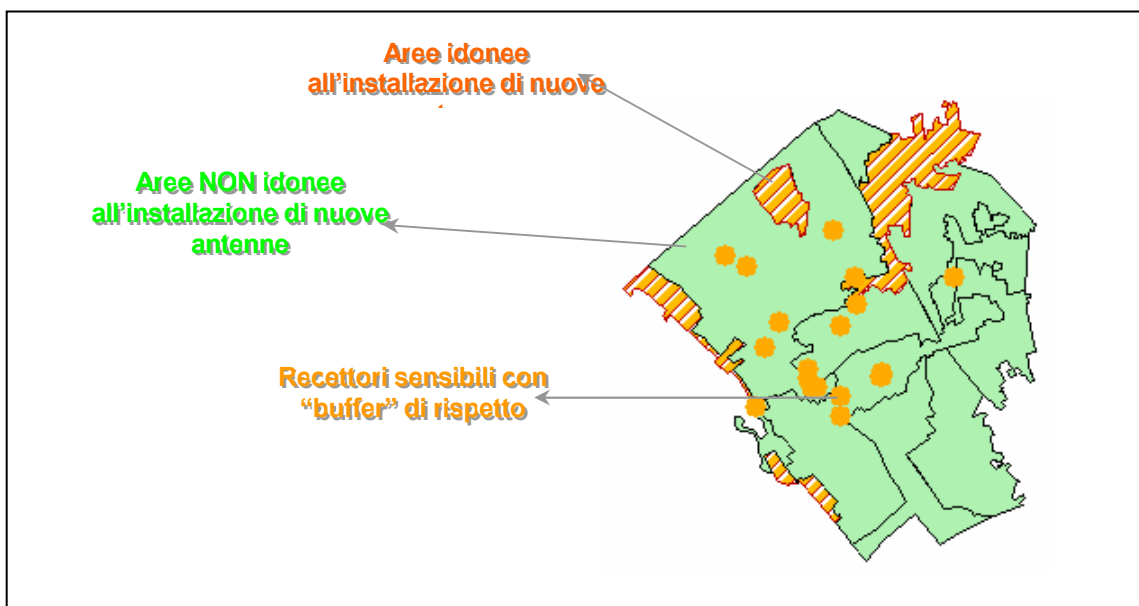 Aree idonee
all’installazione di nuove
Aree NON idonee
all’installazione di nuove
antenne
Recettori sensibili con
“buffer” di rispetto